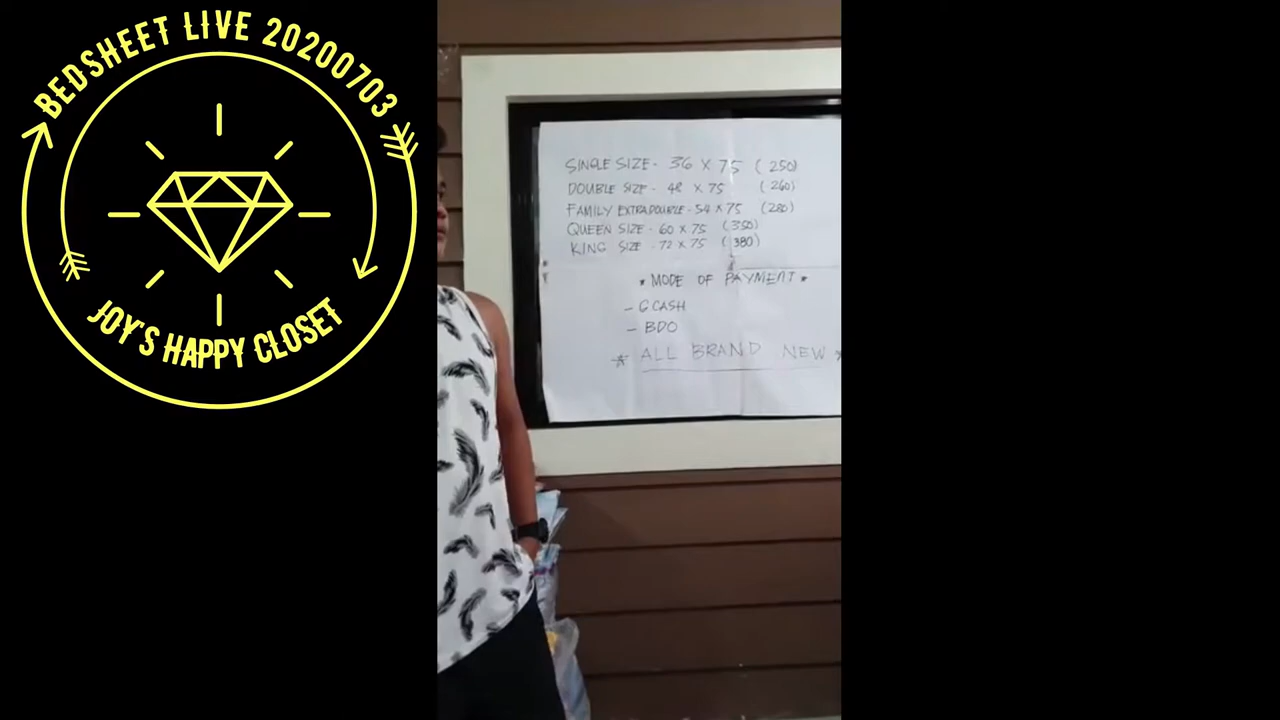 BEDSHEET LIVE 20200703
JOY'S HAPPY CLOSET
SINGLE SIZE - 36 X 75 (250)
DOUBLE SIZE - 48 X 75 (260)
FAMILY EXTRADOUBLE - 54 X 75 (280)
QUEEN SIZE - 60 X 75 (350)
KING SIZE - 72 X 75 (380)
* MODE OF PAYMENT *
- GCASH
- BDO
* ALL BRAND NEW *